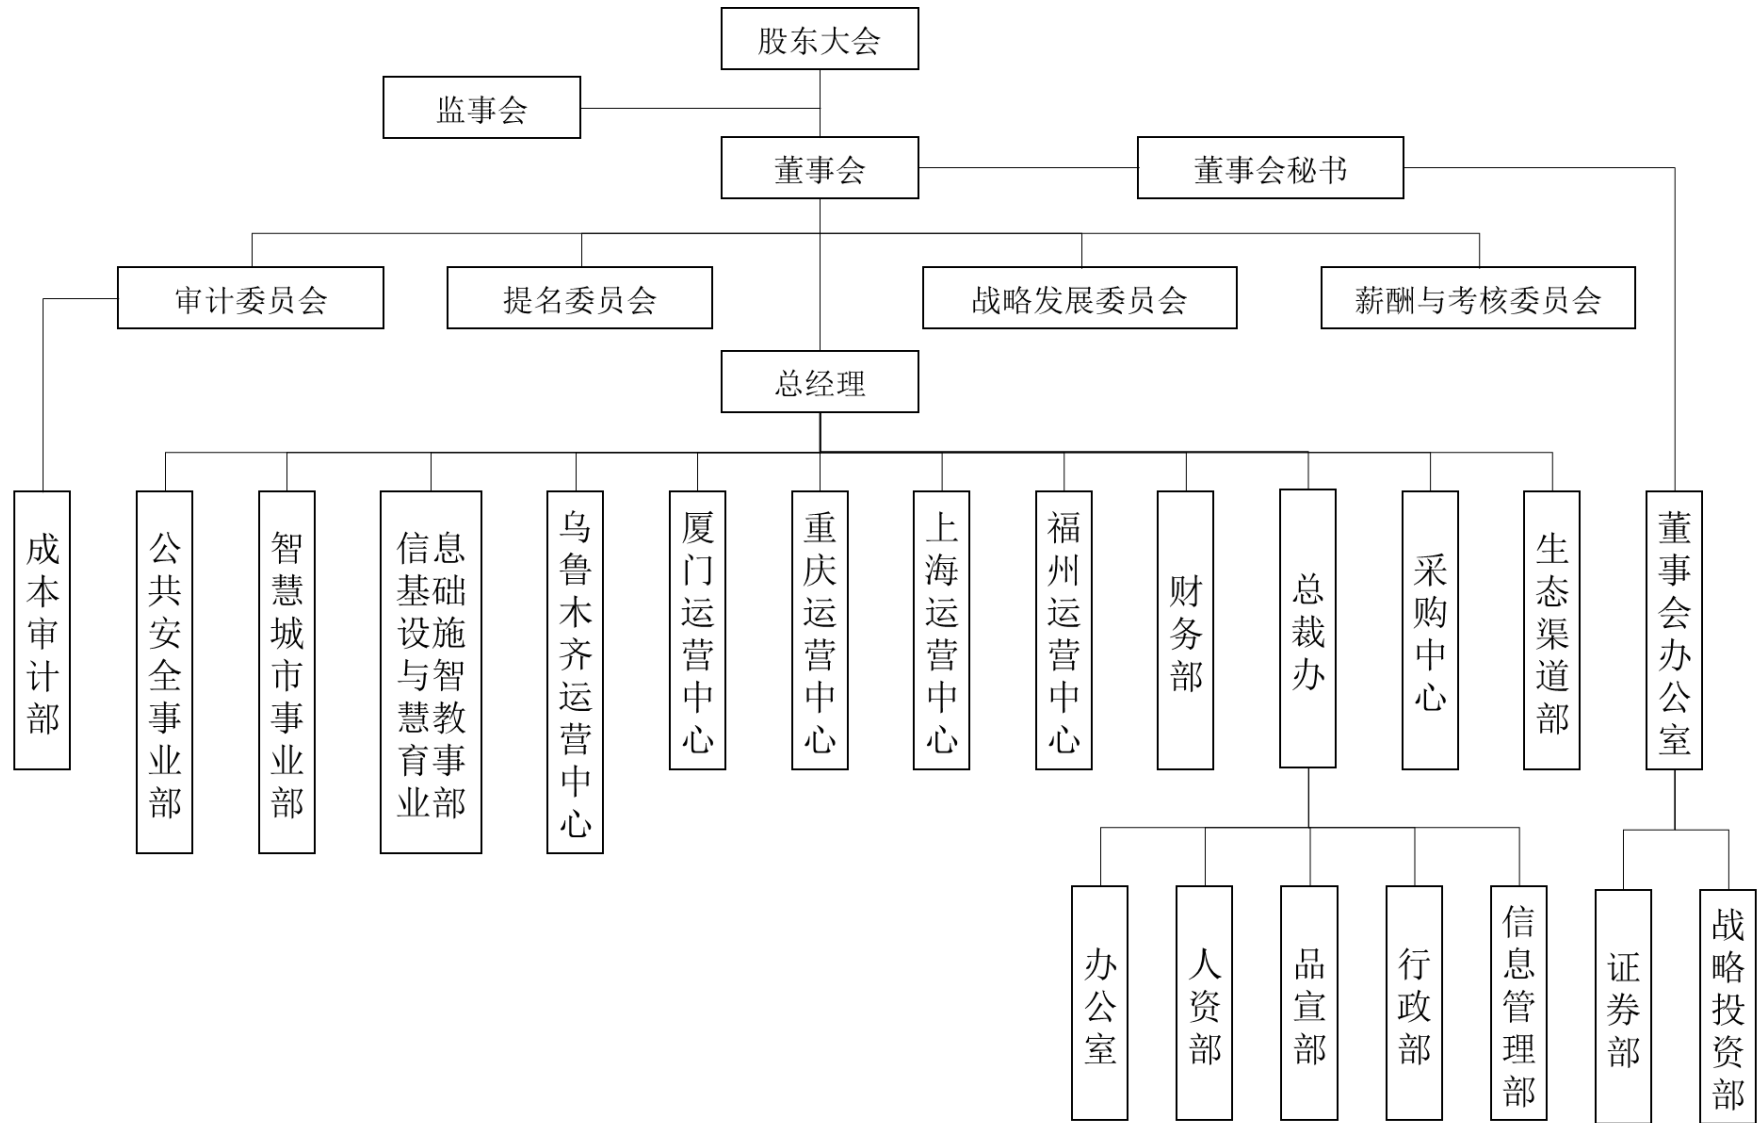 股东大会
监事会
董事会
董事会秘书
审计委员会
提名委员会
战略发展委员会
薪酬与考核委员会
总经理
成本审计部
公共安全事业部
智慧城市事业部
信息
基础
设施
与智
慧教
育事
业部
乌鲁木齐运营中心
厦门运营中心
重庆运营中心
上海运营中心
福州运营中心
财务部
总裁办
采购中心
生态渠道部
董事会办公室
办公室
人资部
品宣部
行政部
信息管理部
证券部
战略投资部